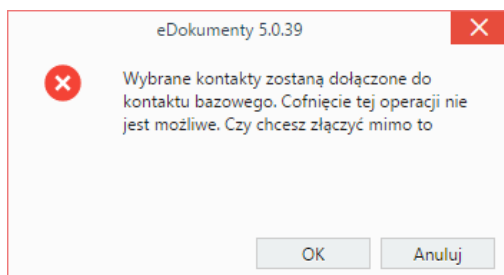 eDokumenty 5.0.39
Wybrane kontakty zostaną dołączone do
kontaktu bazowego. Cofnięcie tej operacji nie
jest możliwe. Czy chcesz złączyć mimo to
OK
Anuluj